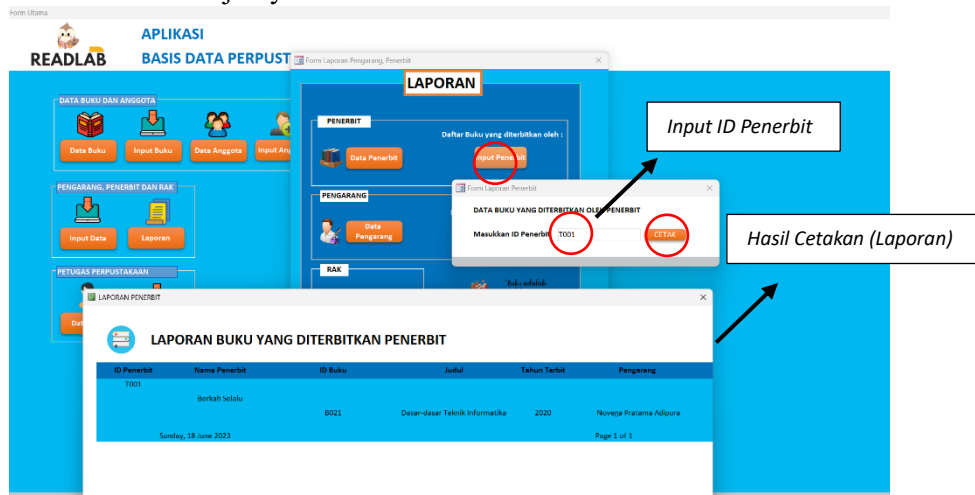 Form Utama
READLAB
APLIKASI
BASIS DATA PERPUST
DATA BUKU DAN ANGGOTA
Data Buku
Input Buku
Data Anggota
Input Ang
PENGARANG, PENERBIT DAN RAK
Input Data
Laporan
PETUGAS PERPUSTAKAAN
Dat
Form Laporan Pengarang, Penerbit
LAPORAN
PENERBIT
Daftar Buku yang diterbitkan oleh :
Data Penerbit
Input Penerbit
PENGARANG
Data
Pengarang
RAK
Form Laporan Penerbit
DATA BUKU YANG DITERBITKAN OLEH PENERBIT
Masukkan ID Penerbit
T001
CETAK
Input ID Penerbit
Hasil Cetakan (Laporan)
LAPORAN PENERBIT
LAPORAN BUKU YANG DITERBITKAN PENERBIT
ID Penerbit Nama Penerbit ID Buku Judul Tahun Terbit Pengarang
T001
Berkah Selalu
B021 Dasar-dasar Teknik Informatika 2020 Novega Pratama Adipura
Sunday, 18 June 2023 Page 1 of 1